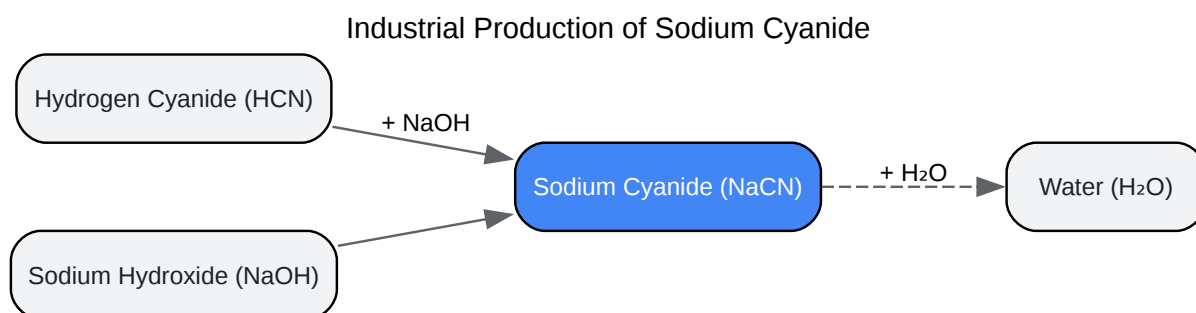 Industrial Production of Sodium Cyanide
Hydrogen Cyanide (HCN)
+ NaOH
Sodium Cyanide (NaCN)
+ H₂O
Water (H₂O)
Sodium Hydroxide (NaOH)